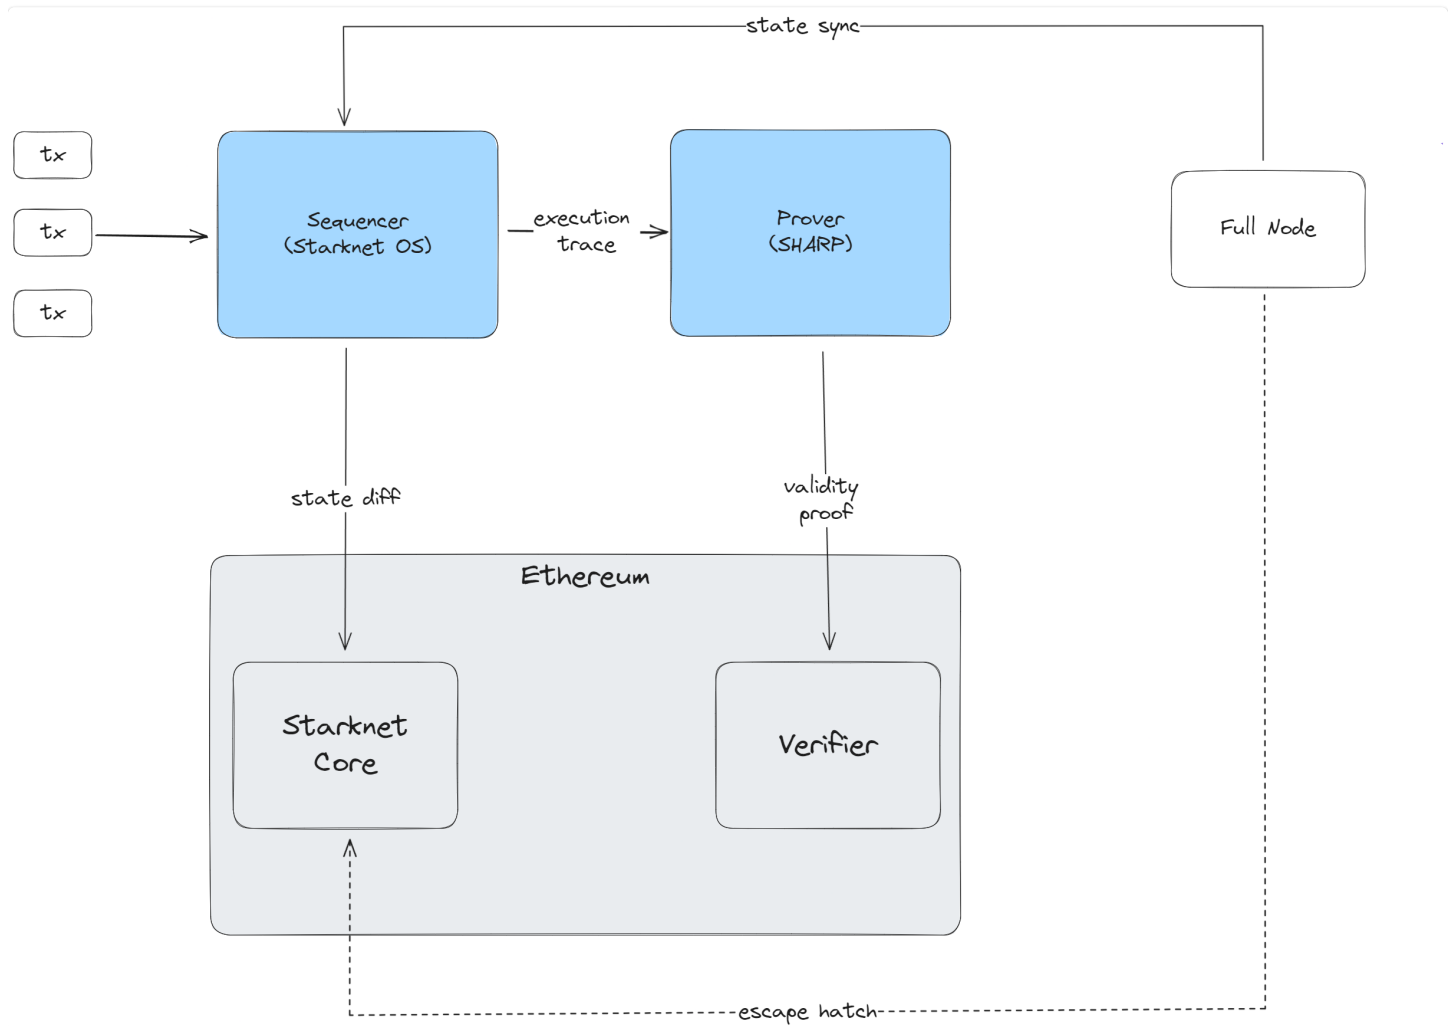 state sync
tx
tx
tx
Sequencer
(Starknet OS)
execution
trace
Prover
(SHARP)
Full Node
state diff
validity
proof
Ethereum
Starknet
Core
Verifier
escape hatch